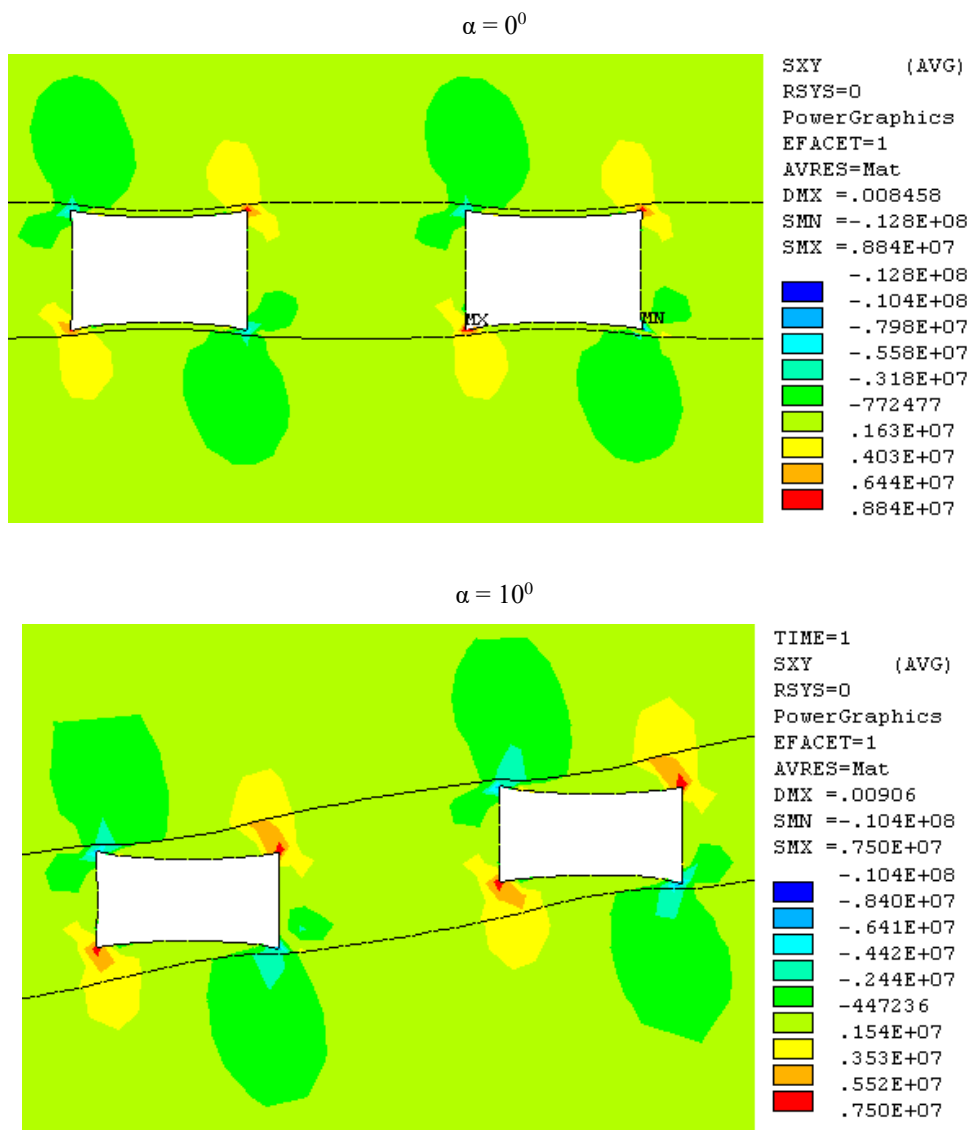 α = 0⁰
SXY (AVG)
RSYS=0
PowerGraphics
EFACET=1
AVRES=Mat
DMX =.008458
SMN =-.128E+08
SMX =.884E+07
-.128E+08
-.104E+08
-.798E+07
-.558E+07
-.318E+07
-772477
.163E+07
.403E+07
.644E+07
.884E+07
MX
MN
α = 10⁰
TIME=1
SXY (AVG)
RSYS=0
PowerGraphics
EFACET=1
AVRES=Mat
DMX =.00906
SMN =-.104E+08
SMX =.750E+07
-.104E+08
-.840E+07
-.641E+07
-.442E+07
-.244E+07
-447236
.154E+07
.353E+07
.552E+07
.750E+07